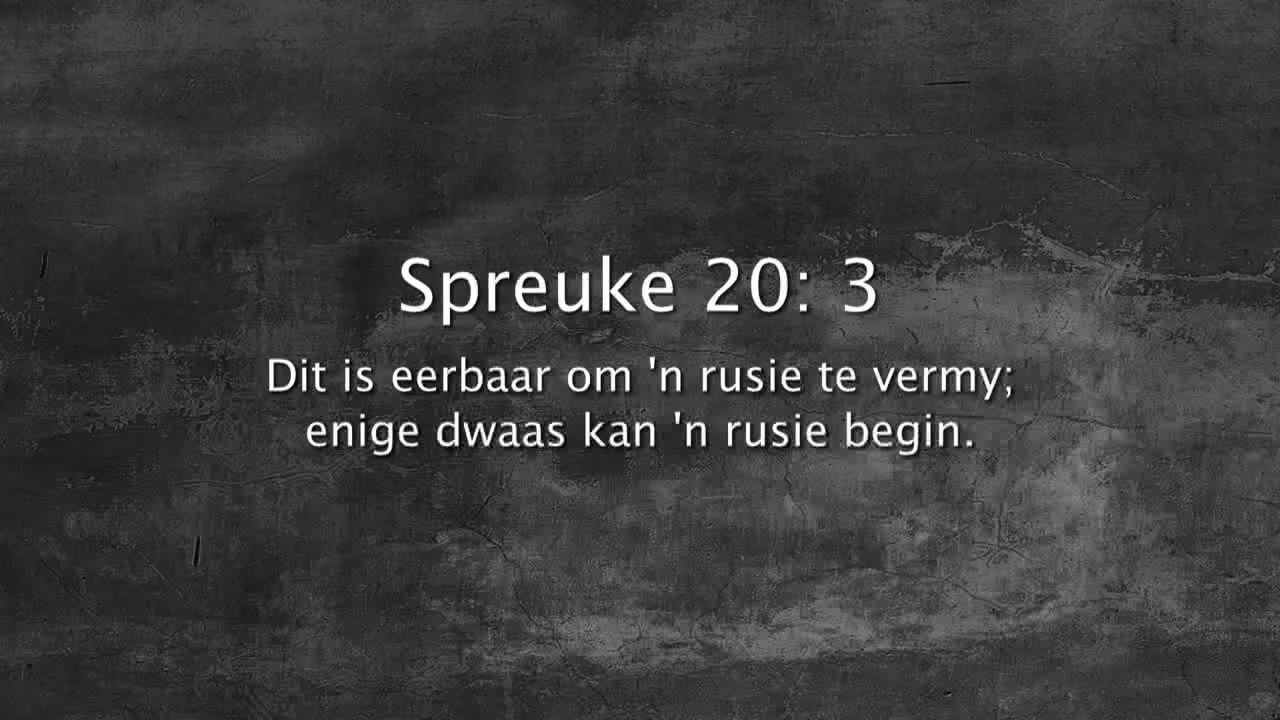 Spreuke 20: 3
Dit is eerbaar om 'n rusie te vermy;
enige dwaas kan 'n rusie begin.